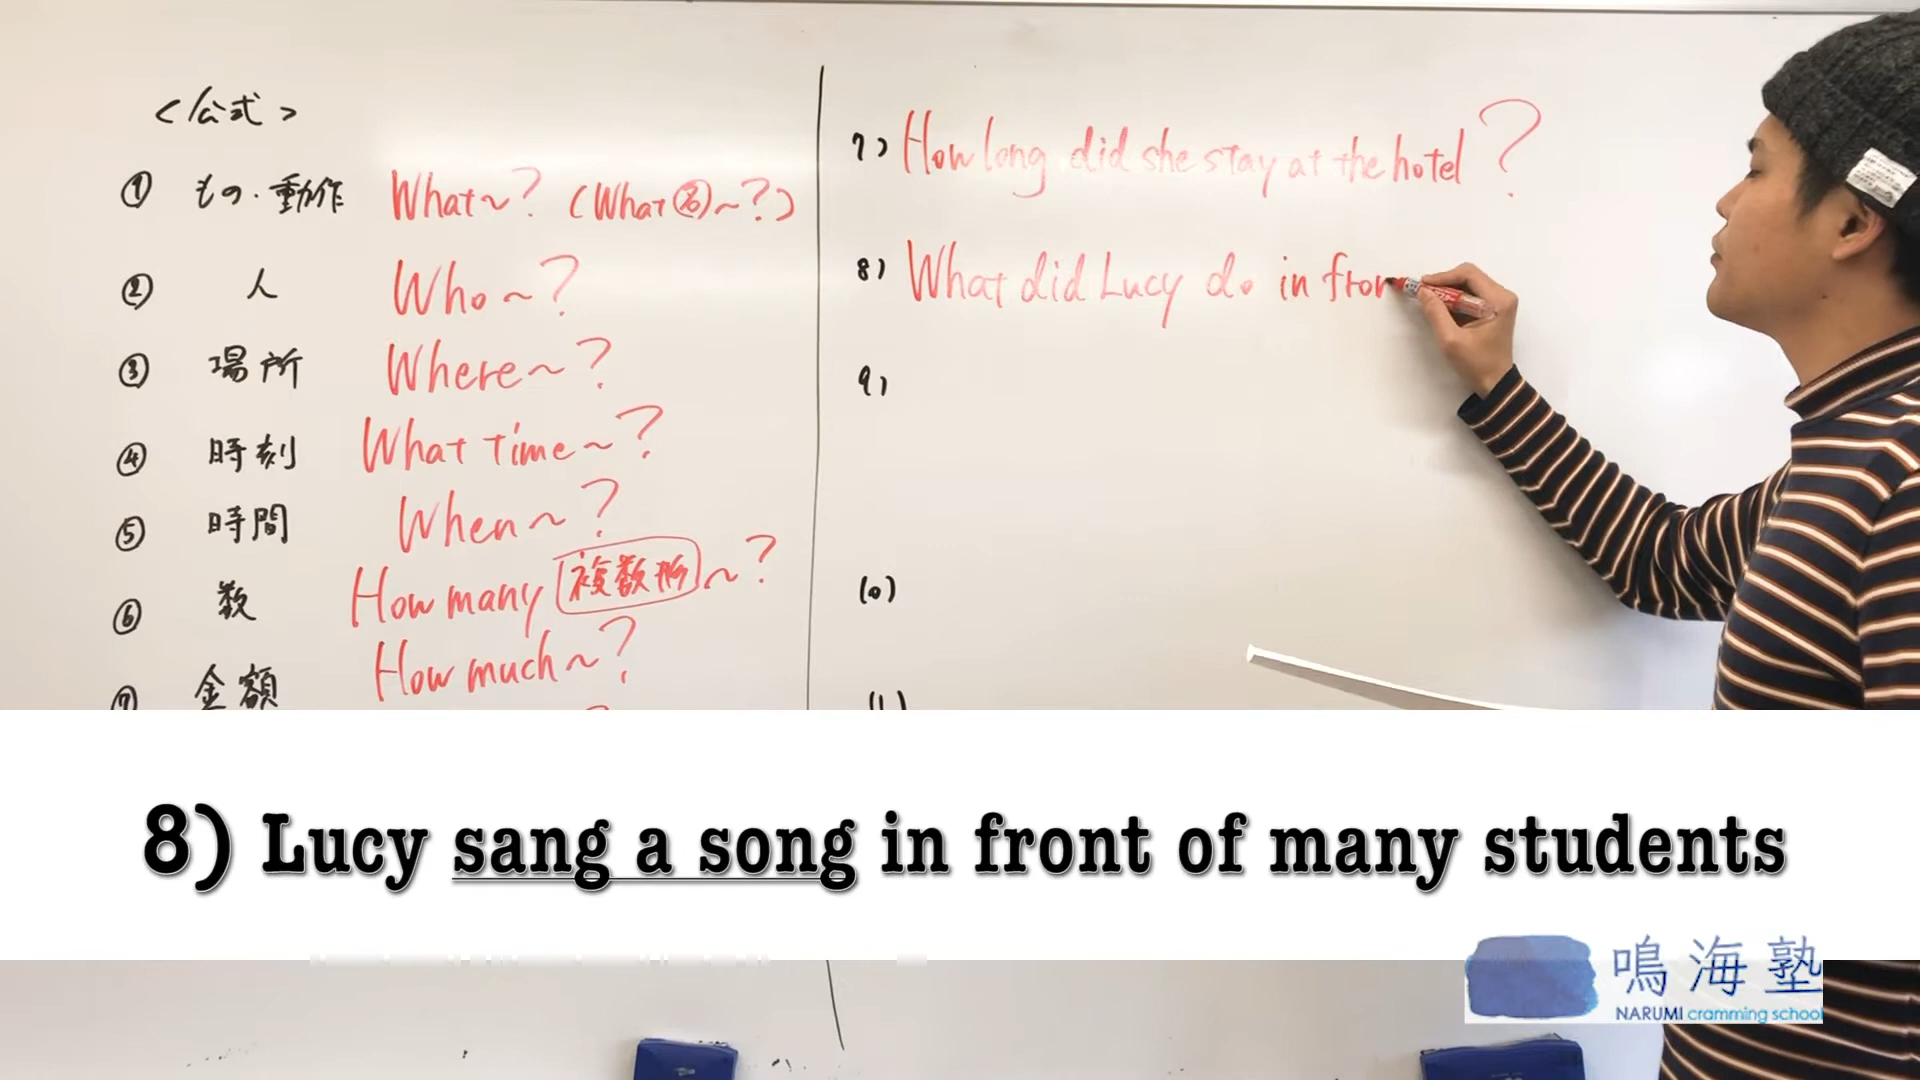 <公式>
① もの・動作 What~? (What名~?)
② 人 Who~?
③ 場所 Where~?
④ 時刻 What time~?
⑤ 時間 When~?
⑥ 数 How many 複数形~?
⑦ 金額 How much~?
7) How long did she stay at the hotel?
8) What did Lucy do in fron
9)
10)
11)
8) Lucy sang a song in front of many students
鳴海塾
NARUMI cramming school